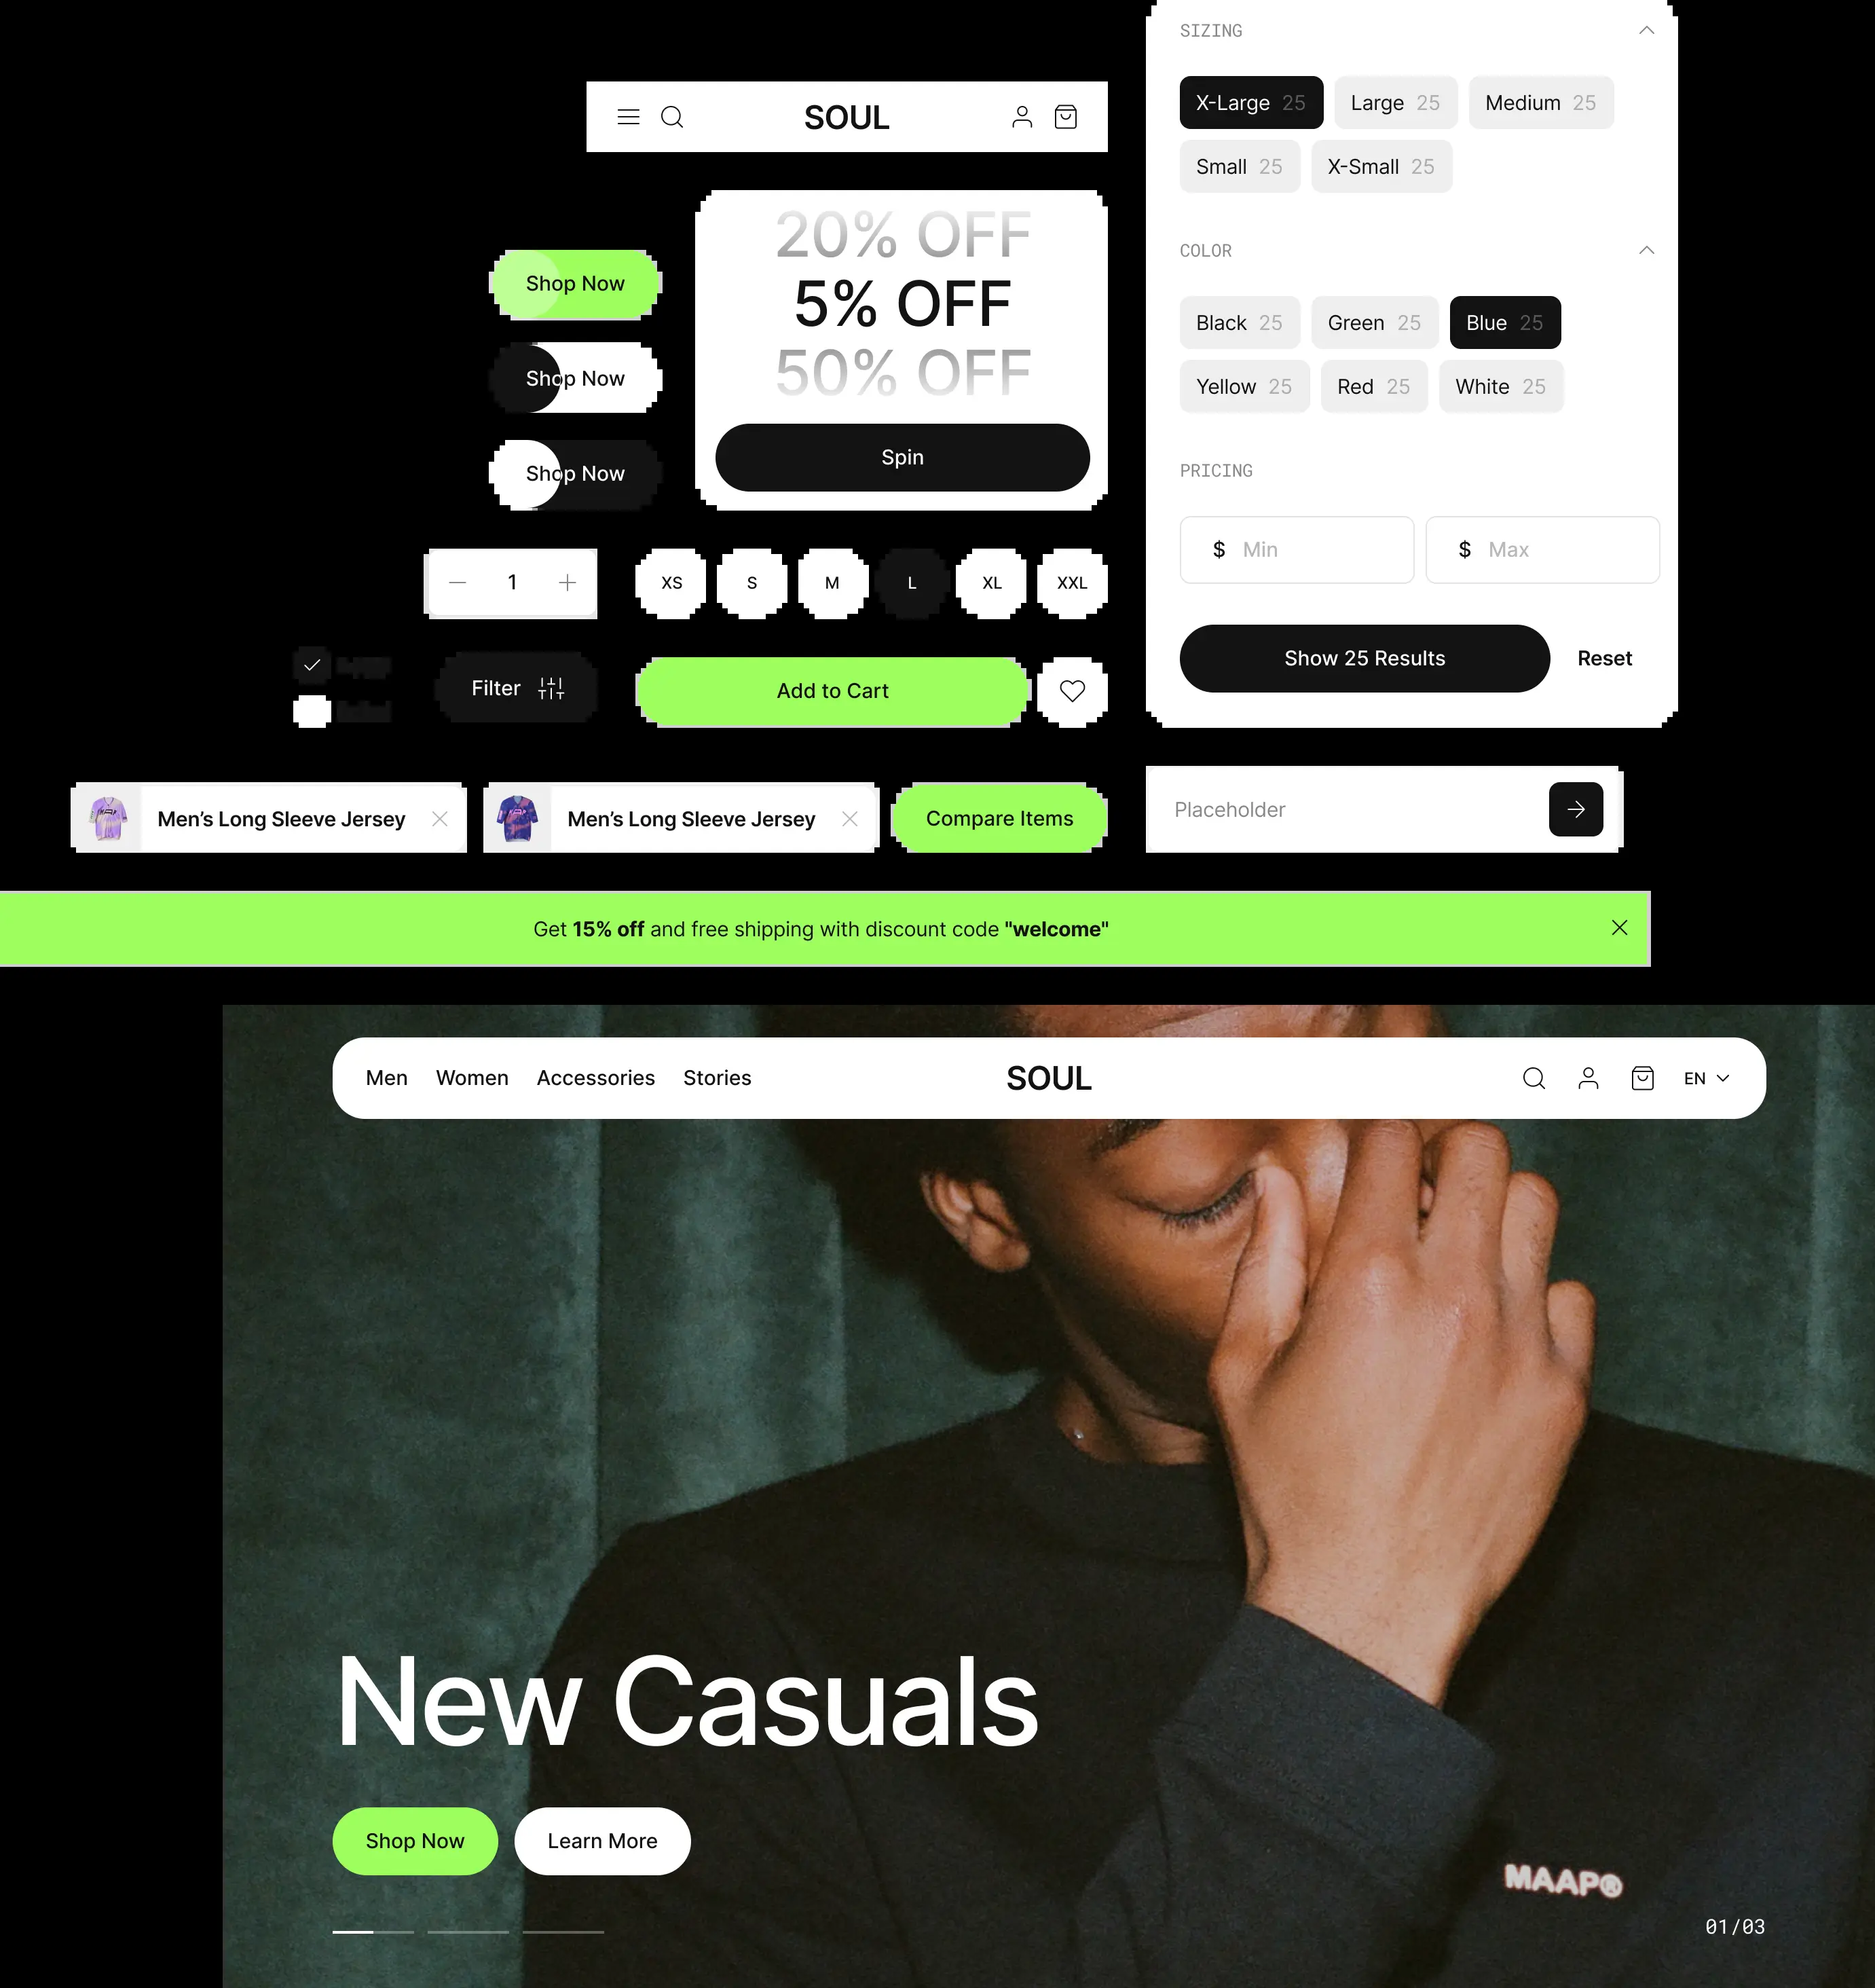 SIZING
X-Large 25 Large 25 Medium 25
Small 25 X-Small 25
SOUL
20% OFF
5% OFF
50% OFF
Spin
Shop Now
Shop Now
Shop Now
COLOR
Black 25 Green 25 Blue 25
Yellow 25 Red 25 White 25
PRICING
$ Min $ Max
Show 25 Results Reset
1
XS S M L XL XXL
Filter
Add to Cart
Men's Long Sleeve Jersey
Men's Long Sleeve Jersey
Compare Items
Placeholder
Get 15% off and free shipping with discount code "welcome"
Men Women Accessories Stories SOUL EN
New Casuals
Shop Now Learn More
MAAP®
01/03